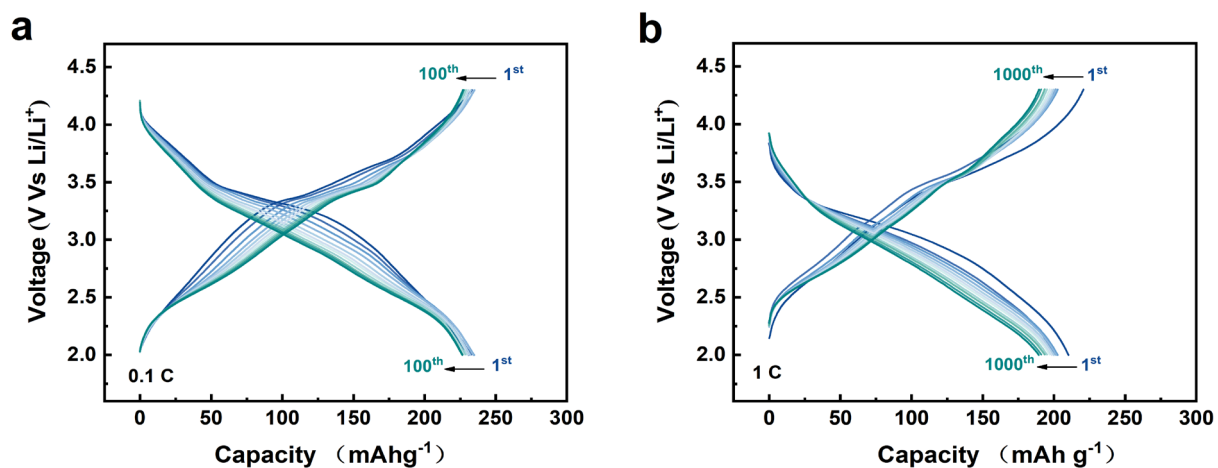 a
100th 1st
4.5
4.0
3.5
3.0
2.5
2.0
Voltage (V Vs Li/Li+)
100th 1st
0.1 C
0 50 100 150 200 250 300
Capacity （mAhg-1）
b
1000th 1st
4.5
4.0
3.5
3.0
2.5
2.0
Voltage (V Vs Li/Li+)
1000th 1st
1 C
0 50 100 150 200 250 300
Capacity （mAh g-1）